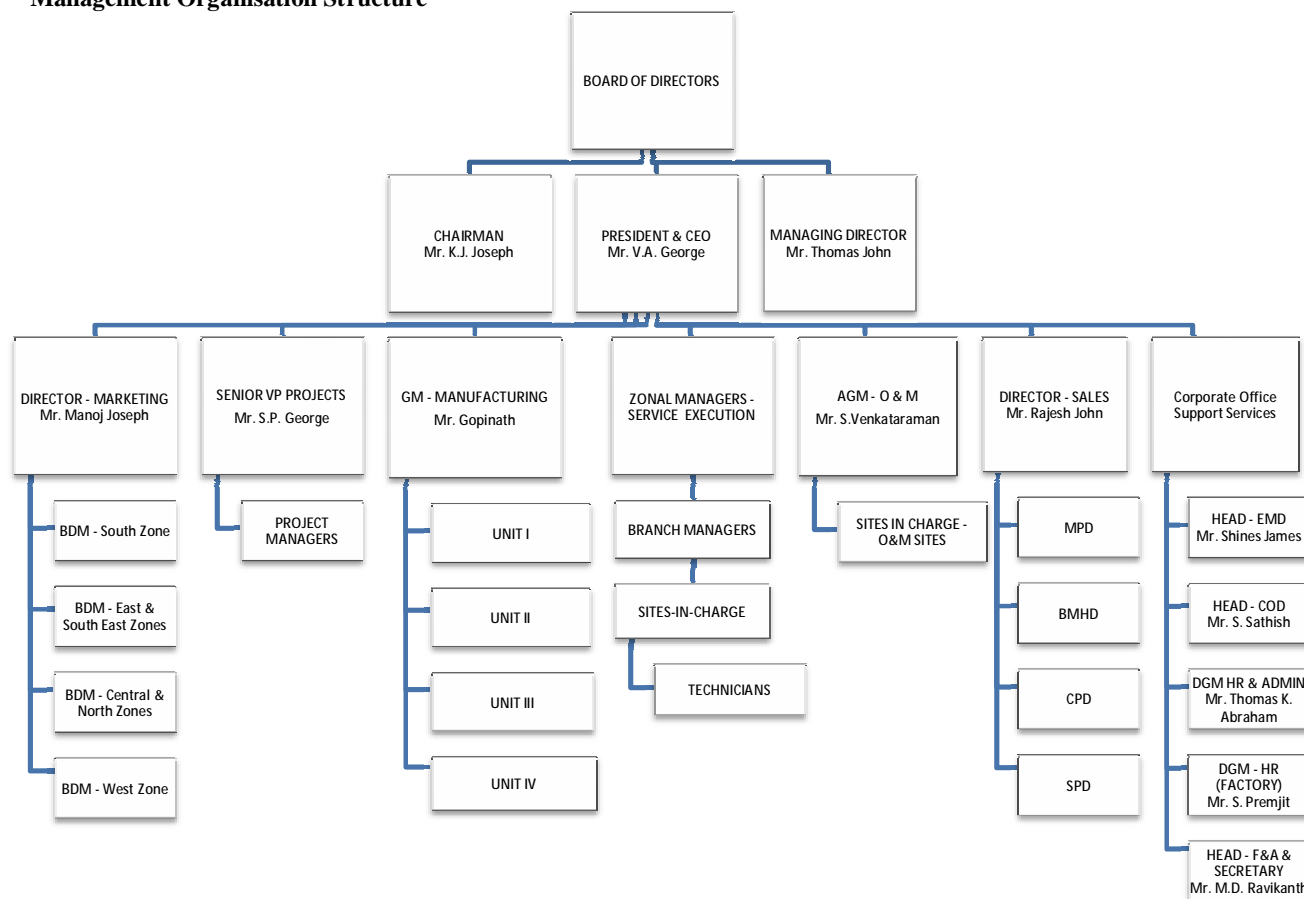 Management Organisation Structure
BOARD OF DIRECTORS
CHAIRMAN
Mr. K.J. Joseph
PRESIDENT & CEO
Mr. V.A. George
MANAGING DIRECTOR
Mr. Thomas John
DIRECTOR - MARKETING
Mr. Manoj Joseph
SENIOR VP PROJECTS
Mr. S.P. George
GM - MANUFACTURING
Mr. Gopinath
ZONAL MANAGERS -
SERVICE EXECUTION
AGM - O & M
Mr. S.Venkataraman
DIRECTOR - SALES
Mr. Rajesh John
Corporate Office
Support Services
BDM - South Zone
BDM - East &
South East Zones
BDM - Central &
North Zones
BDM - West Zone
PROJECT
MANAGERS
UNIT I
UNIT II
UNIT III
UNIT IV
BRANCH MANAGERS
SITES-IN-CHARGE
TECHNICIANS
SITES IN CHARGE -
O&M SITES
MPD
BMHD
CPD
SPD
HEAD - EMD
Mr. Shines James
HEAD - COD
Mr. S. Sathish
DGM HR & ADMIN
Mr. Thomas K.
Abraham
DGM - HR
(FACTORY)
Mr. S. Premjit
HEAD - F&A &
SECRETARY
Mr. M.D. Ravikanth